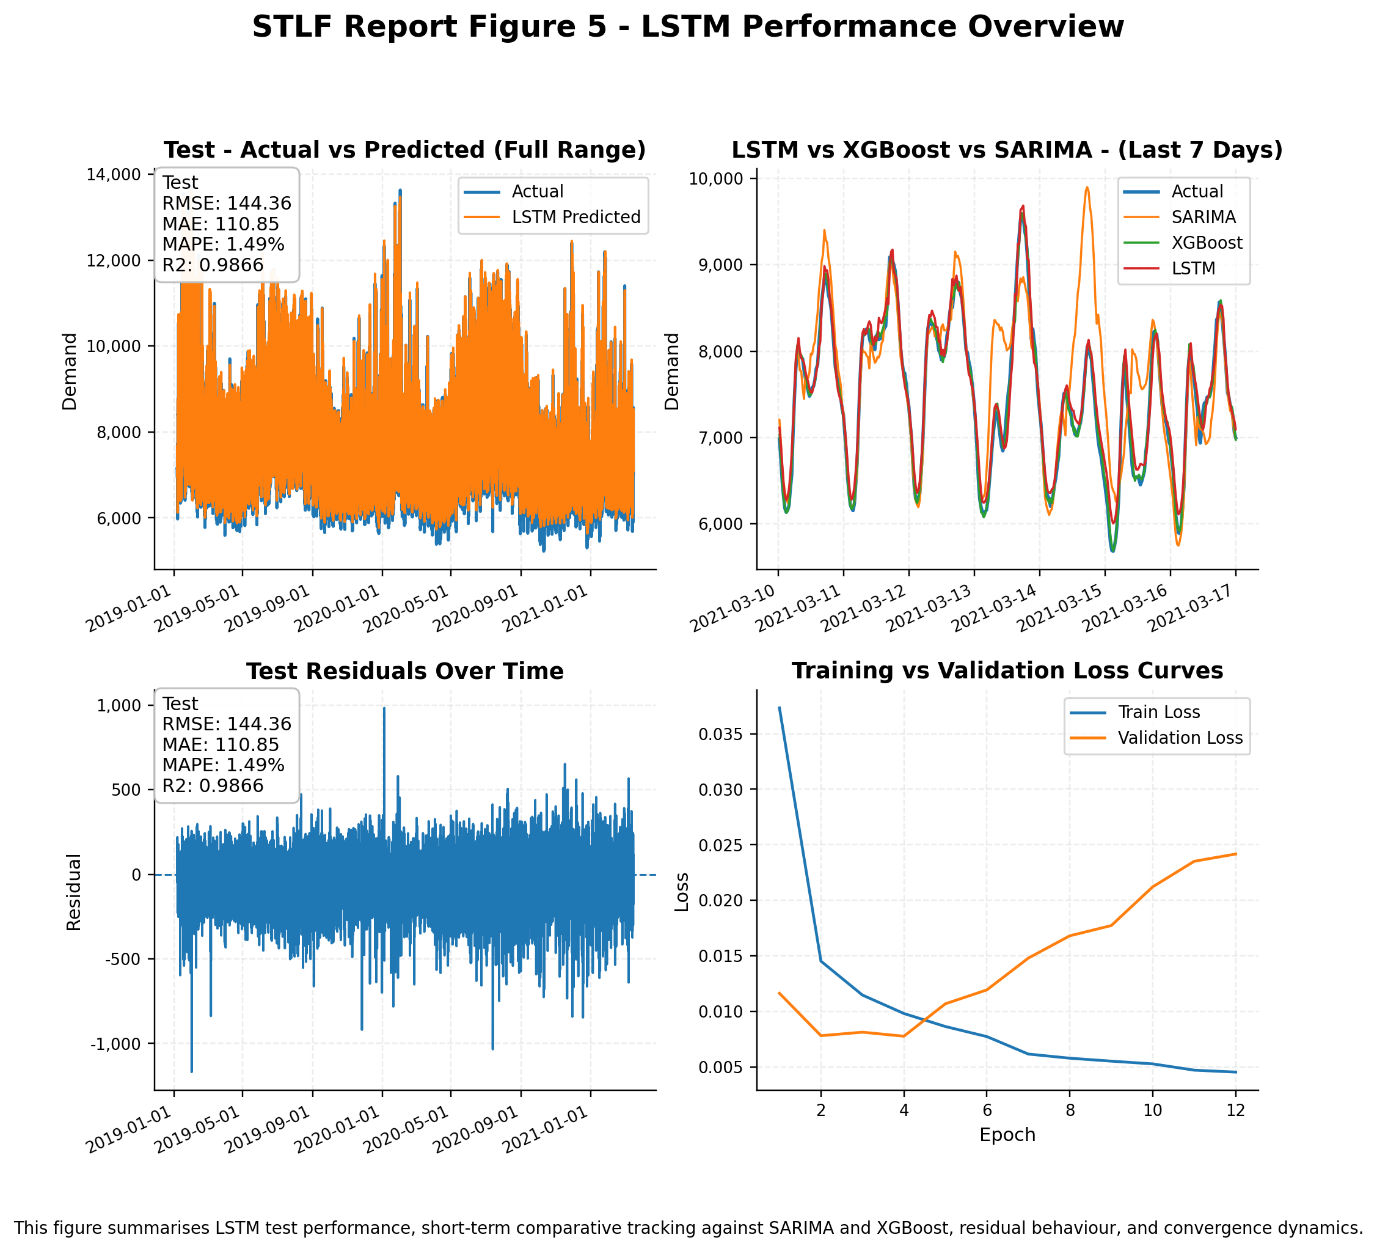 STLF Report Figure 5 - LSTM Performance Overview
Test - Actual vs Predicted (Full Range)
14,000
12,000
10,000
8,000
6,000
Demand
Test
RMSE: 144.36
MAE: 110.85
MAPE: 1.49%
R2: 0.9866
Actual
LSTM Predicted
2019-01-01
2019-05-01
2019-09-01
2020-01-01
2020-05-01
2020-09-01
2021-01-01
LSTM vs XGBoost vs SARIMA - (Last 7 Days)
10,000
9,000
8,000
7,000
6,000
Demand
Actual
SARIMA
XGBoost
LSTM
2021-03-10
2021-03-11
2021-03-12
2021-03-13
2021-03-14
2021-03-15
2021-03-16
2021-03-17
Test Residuals Over Time
1,000
500
0
-500
-1,000
Residual
Test
RMSE: 144.36
MAE: 110.85
MAPE: 1.49%
R2: 0.9866
2019-01-01
2019-05-01
2019-09-01
2020-01-01
2020-05-01
2020-09-01
2021-01-01
Training vs Validation Loss Curves
0.035
0.030
0.025
0.020
0.015
0.010
0.005
Loss
Train Loss
Validation Loss
2
4
6
8
10
12
Epoch
This figure summarises LSTM test performance, short-term comparative tracking against SARIMA and XGBoost, residual behaviour, and convergence dynamics.